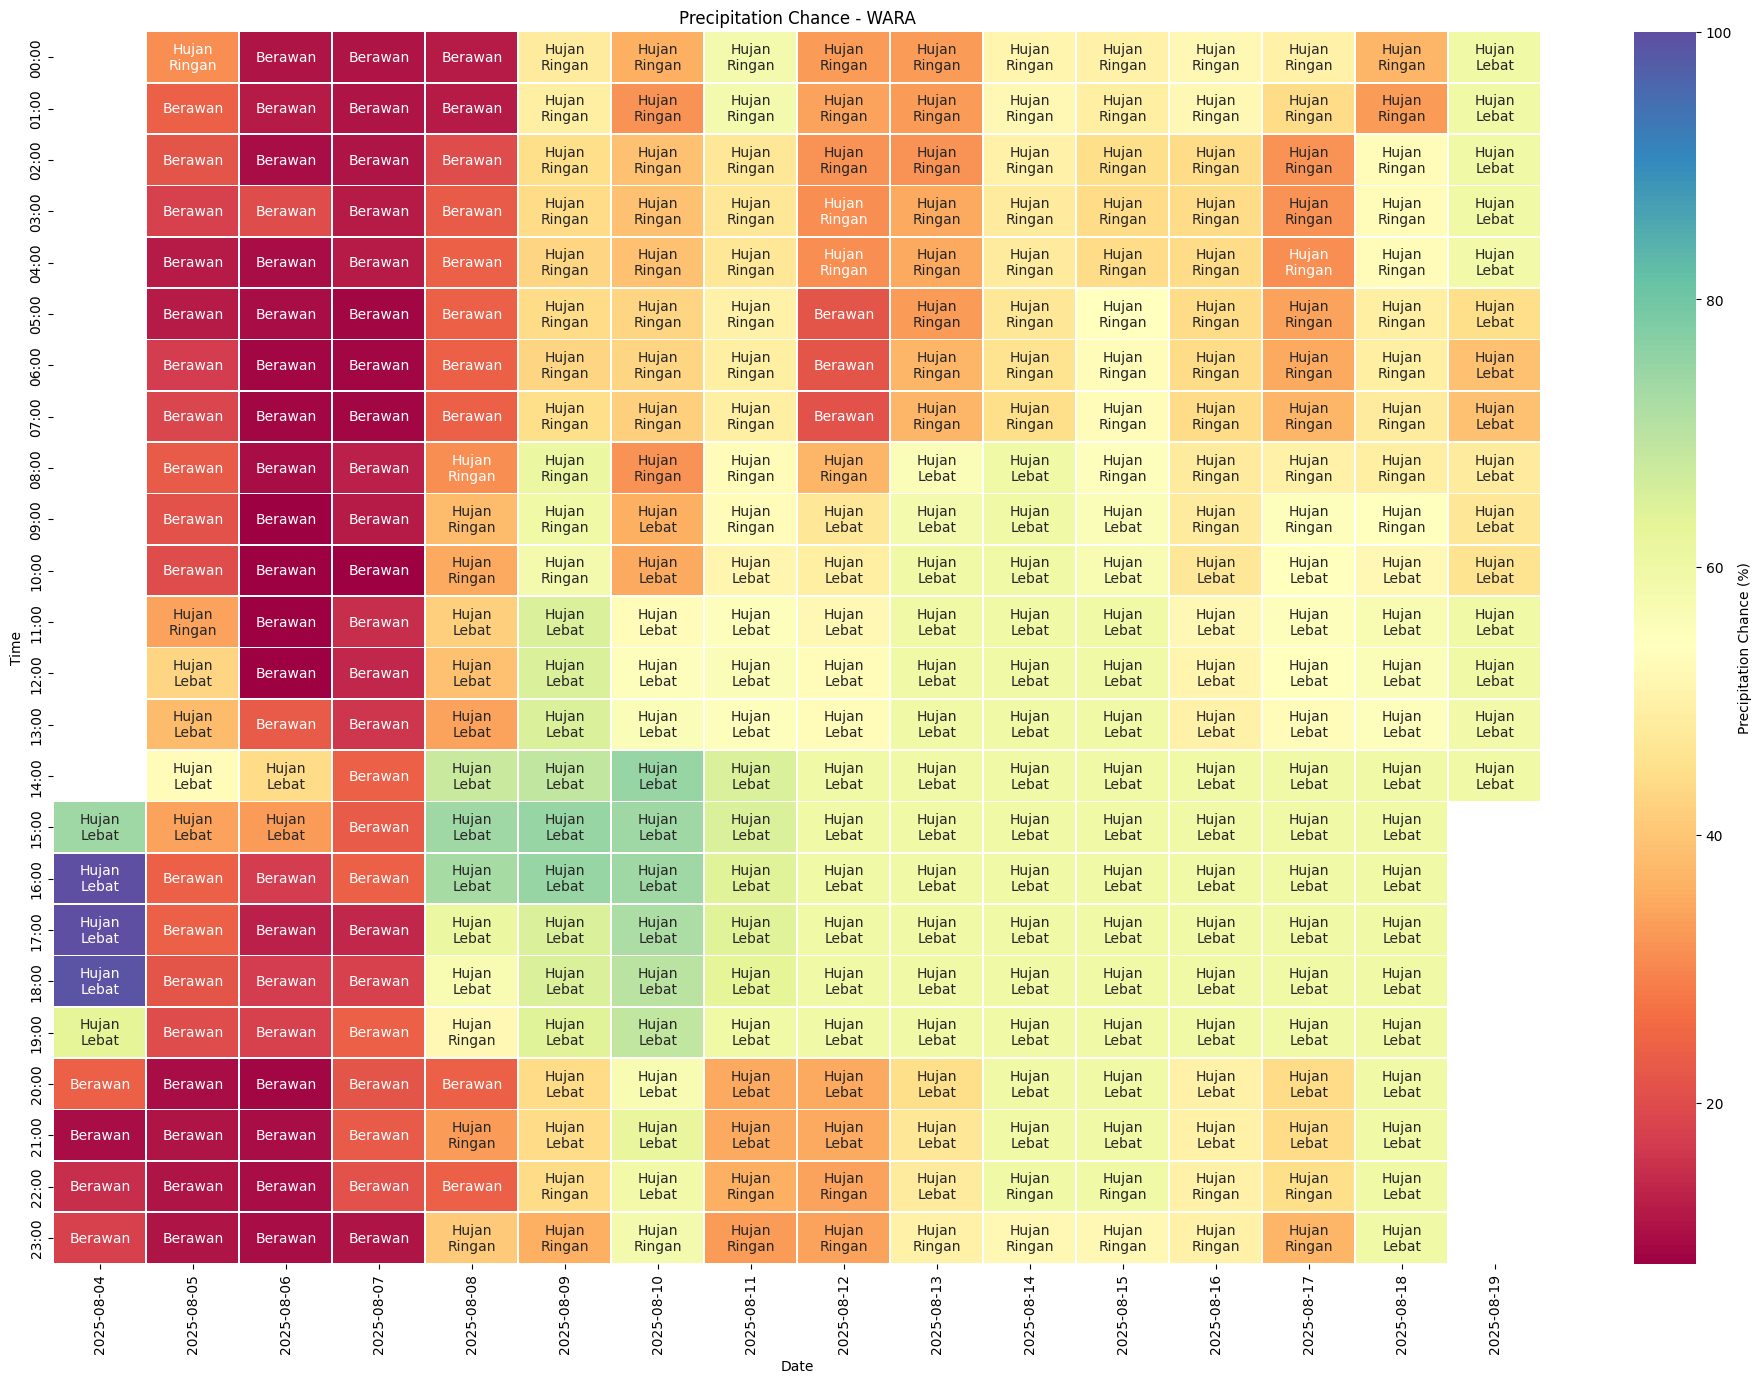 Precipitation Chance - WARA
00:00 Hujan Ringan Berawan Berawan Berawan Hujan Ringan Hujan Ringan Hujan Ringan Hujan Ringan Hujan Ringan Hujan Ringan Hujan Ringan Hujan Ringan Hujan Ringan Hujan Ringan Hujan Lebat
01:00 Berawan Berawan Berawan Berawan Hujan Ringan Hujan Ringan Hujan Ringan Hujan Ringan Hujan Ringan Hujan Ringan Hujan Ringan Hujan Ringan Hujan Ringan Hujan Ringan Hujan Lebat
02:00 Berawan Berawan Berawan Berawan Hujan Ringan Hujan Ringan Hujan Ringan Hujan Ringan Hujan Ringan Hujan Ringan Hujan Ringan Hujan Ringan Hujan Ringan Hujan Ringan Hujan Lebat
03:00 Berawan Berawan Berawan Berawan Hujan Ringan Hujan Ringan Hujan Ringan Hujan Ringan Hujan Ringan Hujan Ringan Hujan Ringan Hujan Ringan Hujan Ringan Hujan Ringan Hujan Lebat
04:00 Berawan Berawan Berawan Berawan Hujan Ringan Hujan Ringan Hujan Ringan Hujan Ringan Hujan Ringan Hujan Ringan Hujan Ringan Hujan Ringan Hujan Ringan Hujan Ringan Hujan Lebat
05:00 Berawan Berawan Berawan Berawan Hujan Ringan Hujan Ringan Hujan Ringan Berawan Hujan Ringan Hujan Ringan Hujan Ringan Hujan Ringan Hujan Ringan Hujan Ringan Hujan Lebat
06:00 Berawan Berawan Berawan Berawan Hujan Ringan Hujan Ringan Hujan Ringan Berawan Hujan Ringan Hujan Ringan Hujan Ringan Hujan Ringan Hujan Ringan Hujan Ringan Hujan Lebat
07:00 Berawan Berawan Berawan Berawan Hujan Ringan Hujan Ringan Hujan Ringan Berawan Hujan Ringan Hujan Ringan Hujan Ringan Hujan Ringan Hujan Ringan Hujan Ringan Hujan Lebat
08:00 Berawan Berawan Berawan Hujan Ringan Hujan Ringan Hujan Ringan Hujan Ringan Hujan Ringan Hujan Lebat Hujan Lebat Hujan Ringan Hujan Ringan Hujan Ringan Hujan Ringan Hujan Lebat
09:00 Berawan Berawan Berawan Hujan Ringan Hujan Ringan Hujan Lebat Hujan Ringan Hujan Lebat Hujan Lebat Hujan Lebat Hujan Lebat Hujan Ringan Hujan Ringan Hujan Ringan Hujan Lebat
10:00 Berawan Berawan Berawan Hujan Ringan Hujan Ringan Hujan Lebat Hujan Lebat Hujan Lebat Hujan Lebat Hujan Lebat Hujan Lebat Hujan Lebat Hujan Lebat Hujan Lebat Hujan Lebat
11:00 Hujan Ringan Berawan Berawan Hujan Lebat Hujan Lebat Hujan Lebat Hujan Lebat Hujan Lebat Hujan Lebat Hujan Lebat Hujan Lebat Hujan Lebat Hujan Lebat Hujan Lebat Hujan Lebat
12:00 Hujan Lebat Berawan Berawan Hujan Lebat Hujan Lebat Hujan Lebat Hujan Lebat Hujan Lebat Hujan Lebat Hujan Lebat Hujan Lebat Hujan Lebat Hujan Lebat Hujan Lebat Hujan Lebat
13:00 Hujan Lebat Berawan Berawan Hujan Lebat Hujan Lebat Hujan Lebat Hujan Lebat Hujan Lebat Hujan Lebat Hujan Lebat Hujan Lebat Hujan Lebat Hujan Lebat Hujan Lebat Hujan Lebat
14:00 Hujan Lebat Hujan Lebat Berawan Hujan Lebat Hujan Lebat Hujan Lebat Hujan Lebat Hujan Lebat Hujan Lebat Hujan Lebat Hujan Lebat Hujan Lebat Hujan Lebat Hujan Lebat Hujan Lebat
15:00 Hujan Lebat Hujan Lebat Hujan Lebat Berawan Hujan Lebat Hujan Lebat Hujan Lebat Hujan Lebat Hujan Lebat Hujan Lebat Hujan Lebat Hujan Lebat Hujan Lebat Hujan Lebat Hujan Lebat
16:00 Hujan Lebat Berawan Berawan Berawan Hujan Lebat Hujan Lebat Hujan Lebat Hujan Lebat Hujan Lebat Hujan Lebat Hujan Lebat Hujan Lebat Hujan Lebat Hujan Lebat Hujan Lebat
17:00 Hujan Lebat Berawan Berawan Berawan Hujan Lebat Hujan Lebat Hujan Lebat Hujan Lebat Hujan Lebat Hujan Lebat Hujan Lebat Hujan Lebat Hujan Lebat Hujan Lebat Hujan Lebat
18:00 Hujan Lebat Berawan Berawan Berawan Hujan Lebat Hujan Lebat Hujan Lebat Hujan Lebat Hujan Lebat Hujan Lebat Hujan Lebat Hujan Lebat Hujan Lebat Hujan Lebat Hujan Lebat
19:00 Hujan Lebat Berawan Berawan Berawan Hujan Ringan Hujan Lebat Hujan Lebat Hujan Lebat Hujan Lebat Hujan Lebat Hujan Lebat Hujan Lebat Hujan Lebat Hujan Lebat Hujan Lebat
20:00 Berawan Berawan Berawan Berawan Berawan Hujan Lebat Hujan Lebat Hujan Lebat Hujan Lebat Hujan Lebat Hujan Lebat Hujan Lebat Hujan Lebat Hujan Lebat Hujan Lebat
21:00 Berawan Berawan Berawan Berawan Hujan Ringan Hujan Lebat Hujan Lebat Hujan Lebat Hujan Lebat Hujan Lebat Hujan Lebat Hujan Lebat Hujan Lebat Hujan Lebat Hujan Lebat
22:00 Berawan Berawan Berawan Berawan Berawan Hujan Ringan Hujan Lebat Hujan Ringan Hujan Ringan Hujan Lebat Hujan Ringan Hujan Ringan Hujan Ringan Hujan Ringan Hujan Lebat
23:00 Berawan Berawan Berawan Berawan Hujan Ringan Hujan Ringan Hujan Ringan Hujan Ringan Hujan Ringan Hujan Ringan Hujan Ringan Hujan Ringan Hujan Ringan Hujan Ringan Hujan Lebat
Time
2025-08-04 2025-08-05 2025-08-06 2025-08-07 2025-08-08 2025-08-09 2025-08-10 2025-08-11 2025-08-12 2025-08-13 2025-08-14 2025-08-15 2025-08-16 2025-08-17 2025-08-18 2025-08-19
Date
100
80
60
40
20
Precipitation Chance (%)